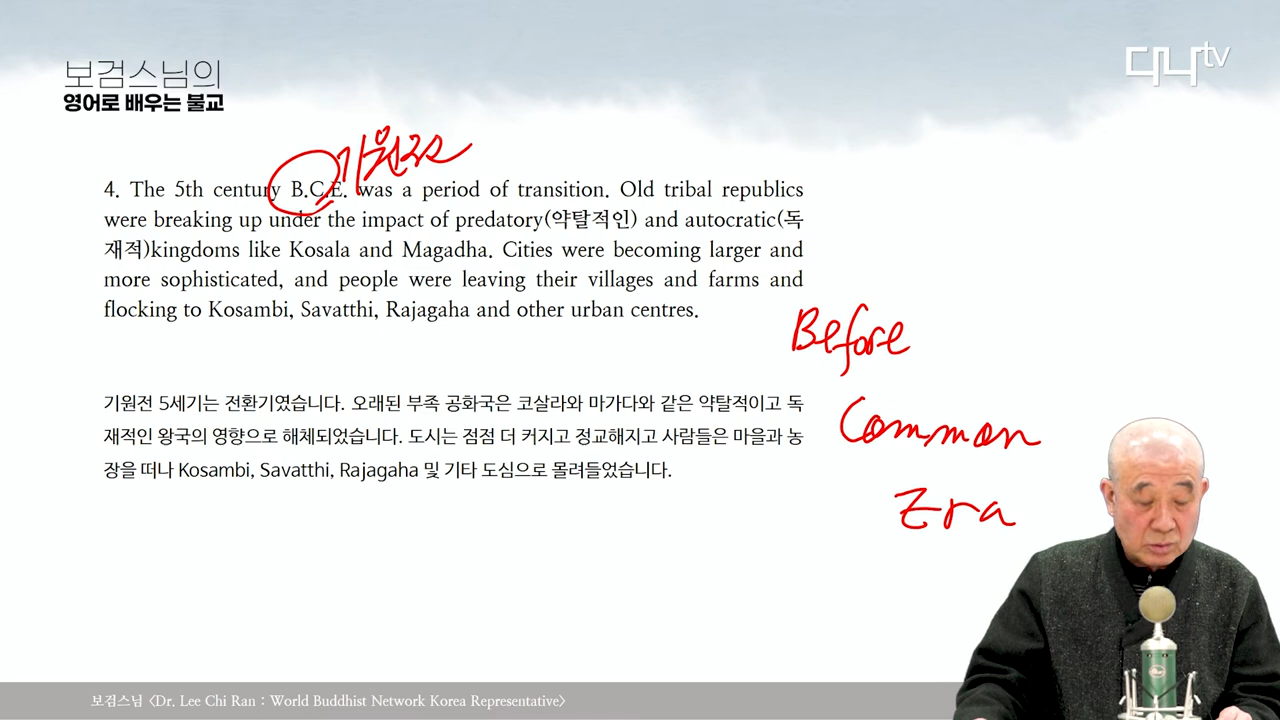 보검스님의
영어로 배우는 불교
다나tv
기원전
4. The 5th century B.C.E. was a period of transition. Old tribal republics
were breaking up under the impact of predatory(약탈적인) and autocratic(독
재적)kingdoms like Kosala and Magadha. Cities were becoming larger and
more sophisticated, and people were leaving their villages and farms and
flocking to Kosambi, Savatthi, Rajagaha and other urban centres.
Before
Common
Era
기원전 5세기는 전환기였습니다. 오래된 부족 공화국은 코살라와 마가다와 같은 약탈적이고 독
재적인 왕국의 영향으로 해체되었습니다. 도시는 점점 더 커지고 정교해지고 사람들은 마을과 농
장을 떠나 Kosambi, Savatthi, Rajagaha 및 기타 도심으로 몰려들었습니다.
보검스님 <Dr. Lee Chi Ran : World Buddhist Network Korea Representative>